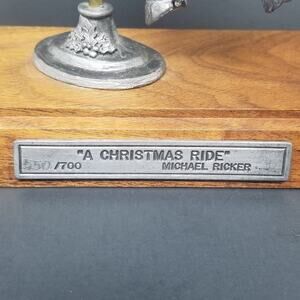 "A CHRISTMAS RIDE"
550/700 MICHAEL RICKER